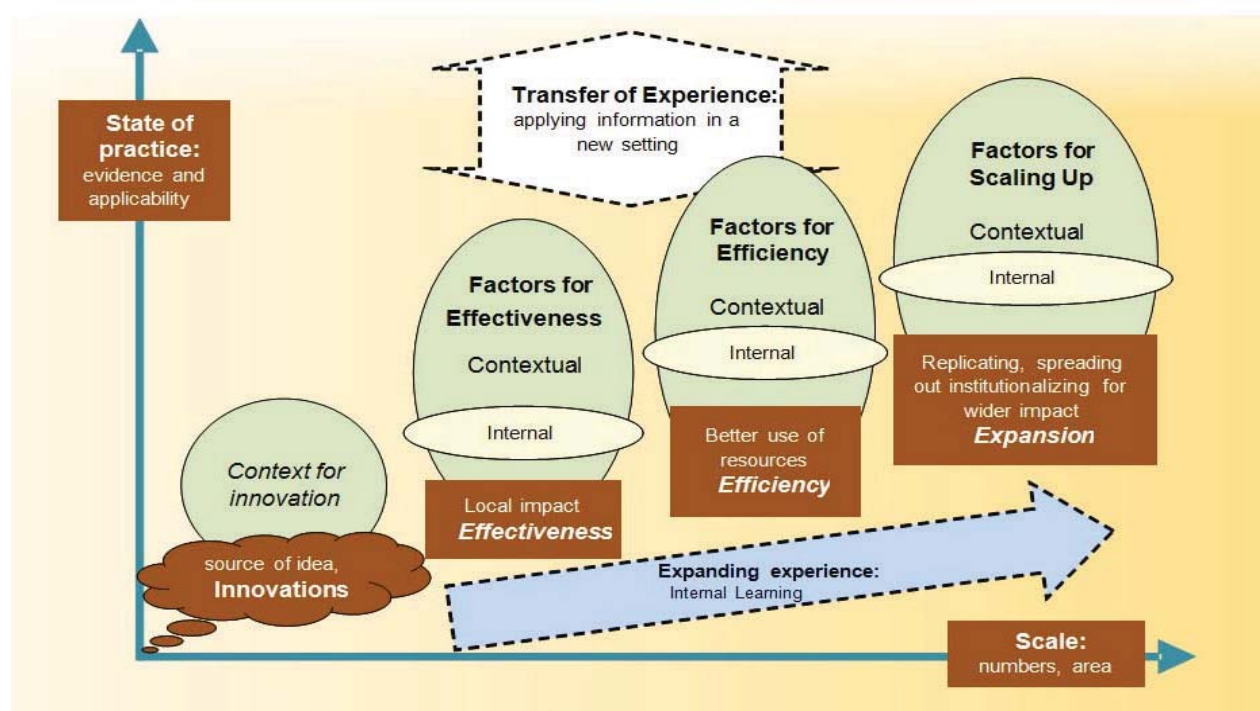 State of
practice:
evidence and
applicability
Transfer of Experience:
applying information in a
new setting
Context for
innovation
source of idea,
Innovations
Factors for
Effectiveness
Contextual
Internal
Local impact
Effectiveness
Factors for
Efficiency
Contextual
Internal
Better use of
resources
Efficiency
Factors for
Scaling Up
Contextual
Internal
Replicating, spreading
out institutionalizing for
wider impact
Expansion
Expanding experience:
Internal Learning
Scale:
numbers, area